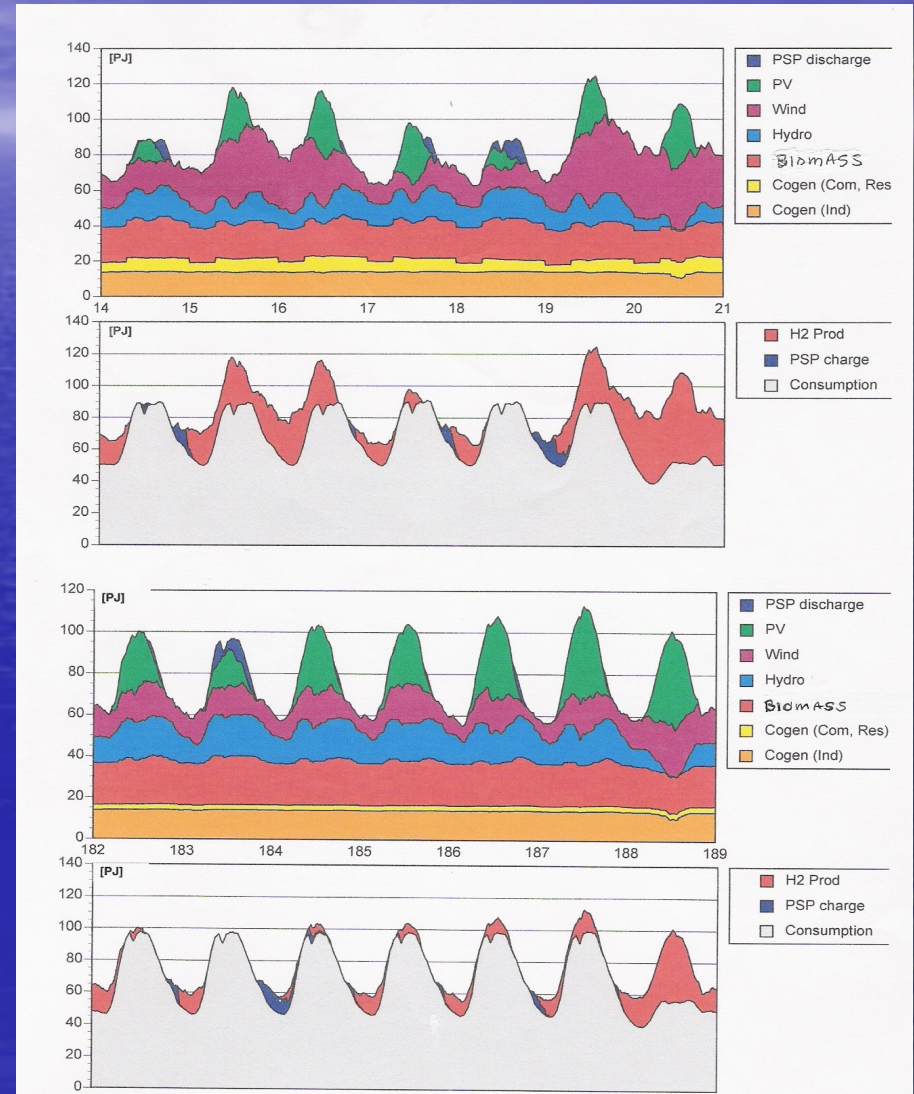 140
[PJ]
120
100
80
60
40
20
0
14 15 16 17 18 19 20 21
PSP discharge
PV
Wind
Hydro
BIOMASS
Cogen (Com, Res
Cogen (Ind)
140
[PJ]
120
100
80
60
40
20
0
H2 Prod
PSP charge
Consumption
120
[PJ]
100
80
60
40
20
0
182 183 184 185 186 187 188 189
PSP discharge
PV
Wind
Hydro
BIOMASS
Cogen (Com, Res)
Cogen (Ind)
140
[PJ]
120
100
80
60
40
20
0
H2 Prod
PSP charge
Consumption